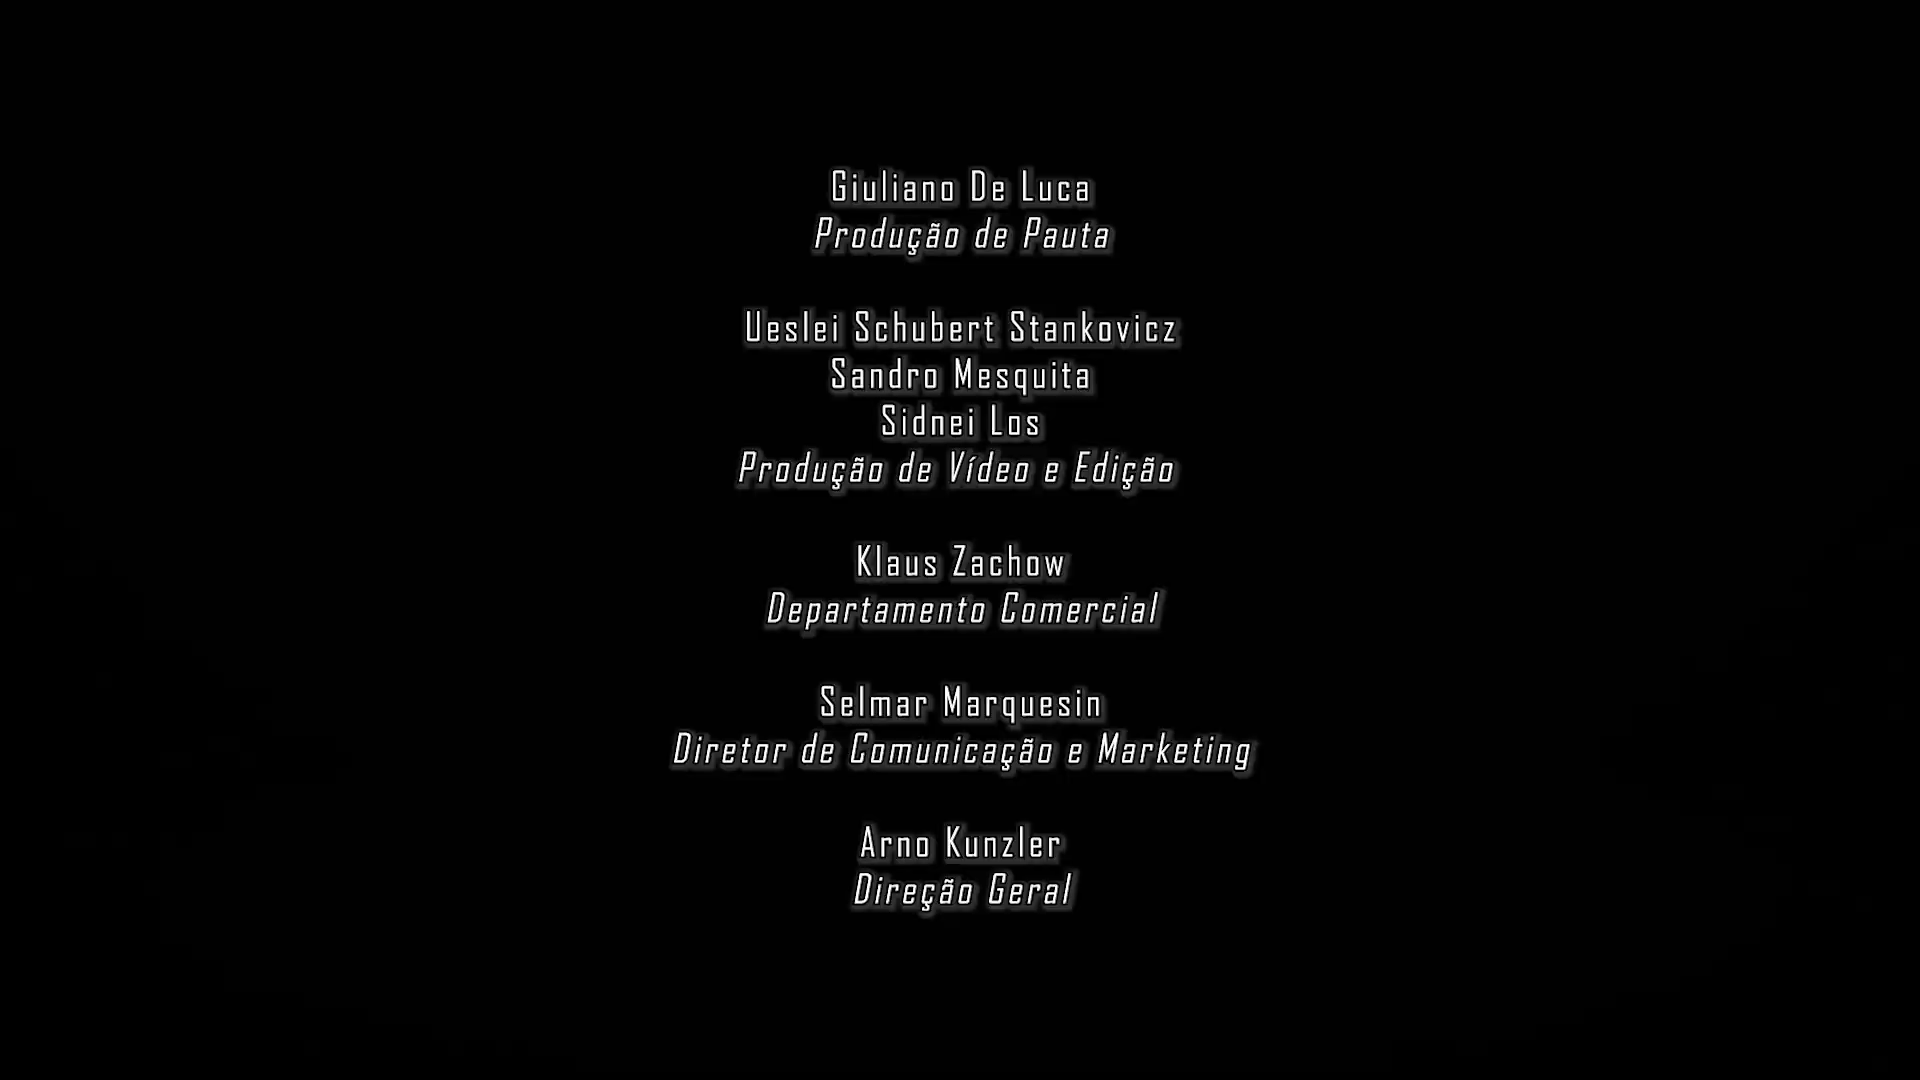 Giuliano De Luca
Produção de Pauta
Ueslei Schubert Stankovicz
Sandro Mesquita
Sidnei Los
Produção de Vídeo e Edição
Klaus Zachow
Departamento Comercial
Selmar Marquesin
Diretor de Comunicação e Marketing
Arno Kunzler
Direção Geral